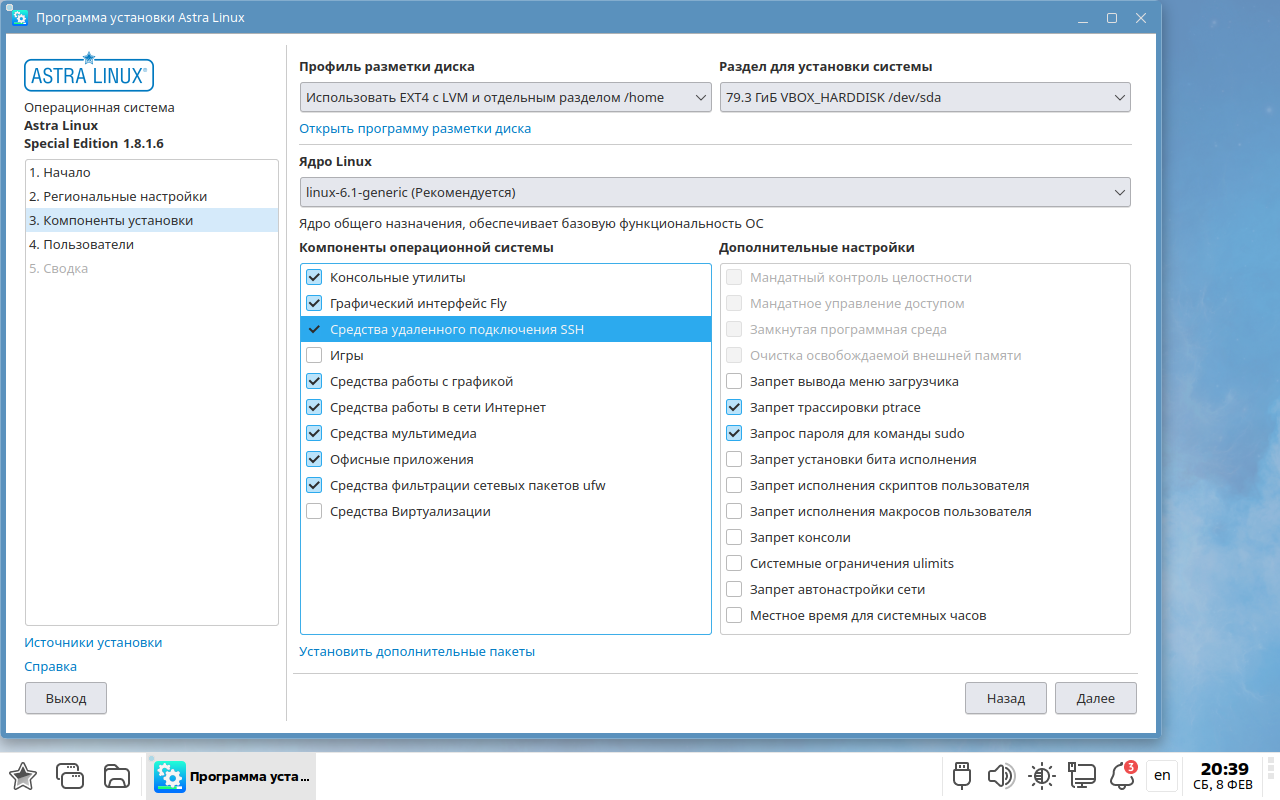 Программа установки Astra Linux
ASTRA LINUX®
Операционная система
Astra Linux
Special Edition 1.8.1.6
1. Начало
2. Региональные настройки
3. Компоненты установки
4. Пользователи
5. Сводка
Источники установки
Справка
Выход
Профиль разметки диска
Использовать EXT4 с LVM и отдельным разделом /home
Раздел для установки системы
79.3 ГиБ VBOX_HARDDISK /dev/sda
Открыть программу разметки диска
Ядро Linux
linux-6.1-generic (Рекомендуется)
Ядро общего назначения, обеспечивает базовую функциональность ОС
Компоненты операционной системы
Консольные утилиты
Графический интерфейс Fly
Средства удаленного подключения SSH
Игры
Средства работы с графикой
Средства работы в сети Интернет
Средства мультимедиа
Офисные приложения
Средства фильтрации сетевых пакетов ufw
Средства Виртуализации
Дополнительные настройки
Мандатный контроль целостности
Мандатное управление доступом
Замкнутая программная среда
Очистка освобождаемой внешней памяти
Запрет вывода меню загрузчика
Запрет трассировки ptrace
Запрос пароля для команды sudo
Запрет установки бита исполнения
Запрет исполнения скриптов пользователя
Запрет исполнения макросов пользователя
Запрет консоли
Системные ограничения ulimits
Запрет автонастройки сети
Местное время для системных часов
Установить дополнительные пакеты
Назад
Далее
Программа уста...
3
en
20:39
СБ, 8 ФЕВ